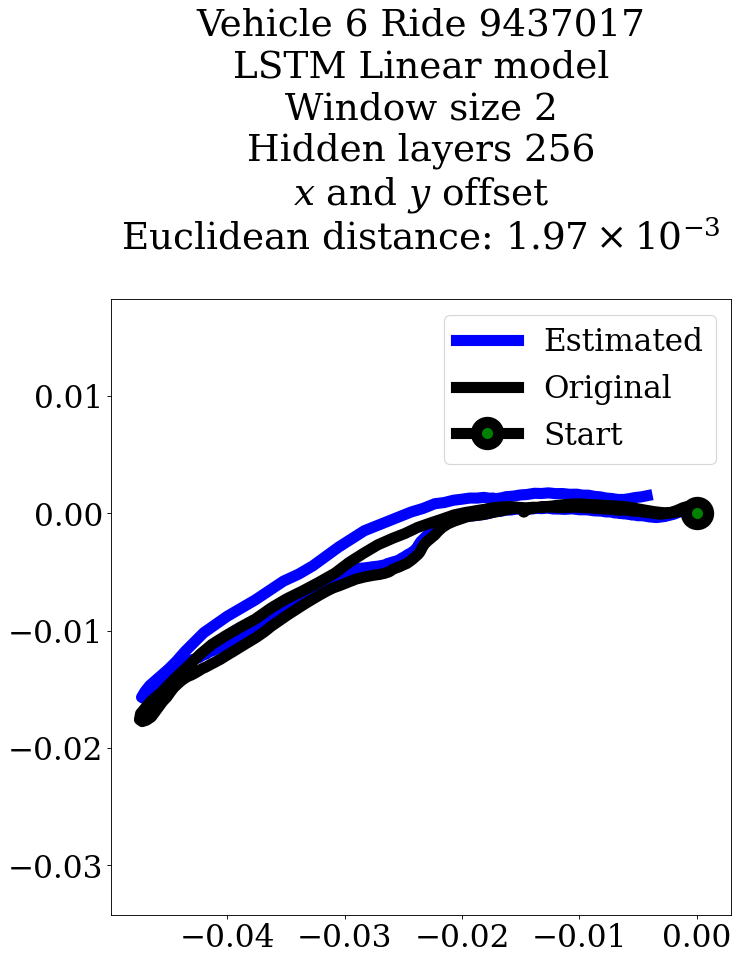 Vehicle 6 Ride 9437017
LSTM Linear model
Window size 2
Hidden layers 256
x and y offset
Euclidean distance: 1.97 × 10⁻³
Estimated
Original
Start
0.01
0.00
−0.01
−0.02
−0.03
−0.04 −0.03 −0.02 −0.01 0.00